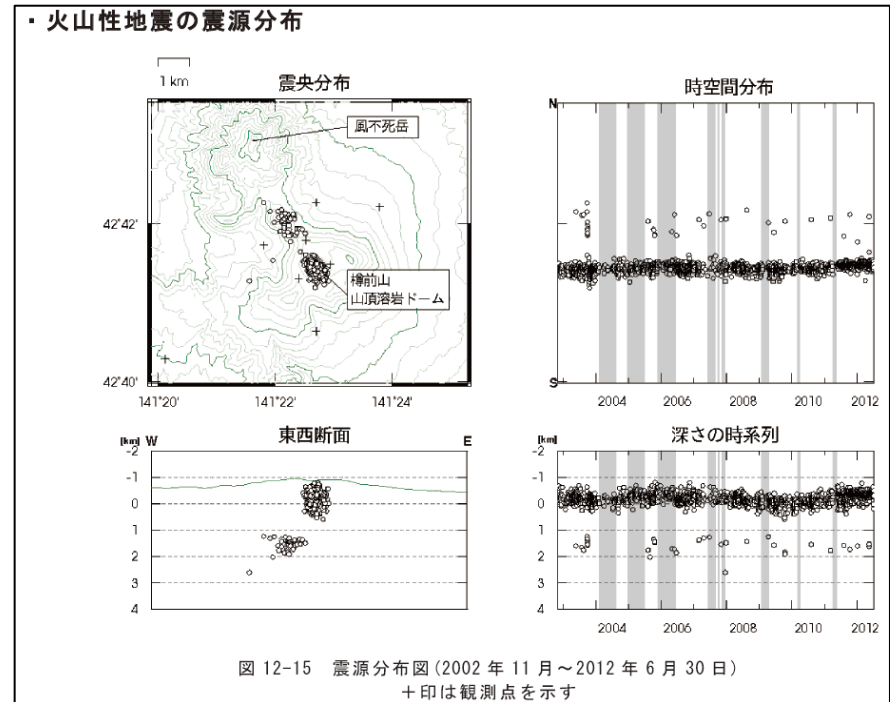 ・火山性地震の震源分布
1 km
震央分布
風不死岳
42°42'
樽前山
山頂溶岩ドーム
42°40'
141°20'
141°22'
141°24'
時空間分布
N
S
2004
2006
2008
2010
2012
東西断面
[km]
W
E
-2
-1
0
1
2
3
4
深さの時系列
[km]
-2
-1
0
1
2
3
4
2004
2006
2008
2010
2012
図 12-15 震源分布図(2002 年 11 月～2012 年 6 月 30 日)
＋印は観測点を示す